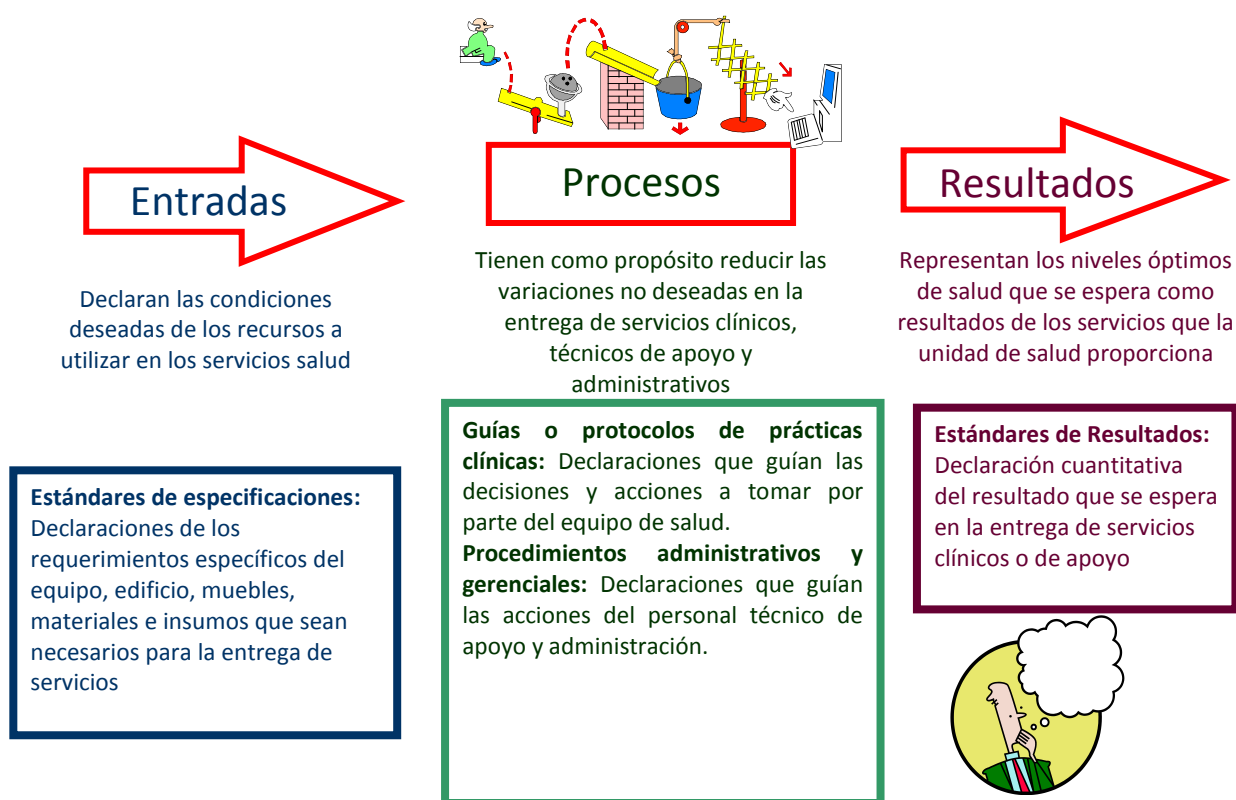 Entradas
Declaran las condiciones
deseadas de los recursos a
utilizar en los servicios salud
Estándares de especificaciones:
Declaraciones de los
requerimientos específicos del
equipo, edificio, muebles,
materiales e insumos que sean
necesarios para la entrega de
servicios
Procesos
Tienen como propósito reducir las
variaciones no deseadas en la
entrega de servicios clínicos,
técnicos de apoyo y
administrativos
Guías o protocolos de prácticas
clínicas: Declaraciones que guían las
decisiones y acciones a tomar por
parte del equipo de salud.
Procedimientos administrativos y
gerenciales: Declaraciones que guían
las acciones del personal técnico de
apoyo y administración.
Resultados
Representan los niveles óptimos
de salud que se espera como
resultados de los servicios que la
unidad de salud proporciona
Estándares de Resultados:
Declaración cuantitativa
del resultado que se espera
en la entrega de servicios
clínicos o de apoyo